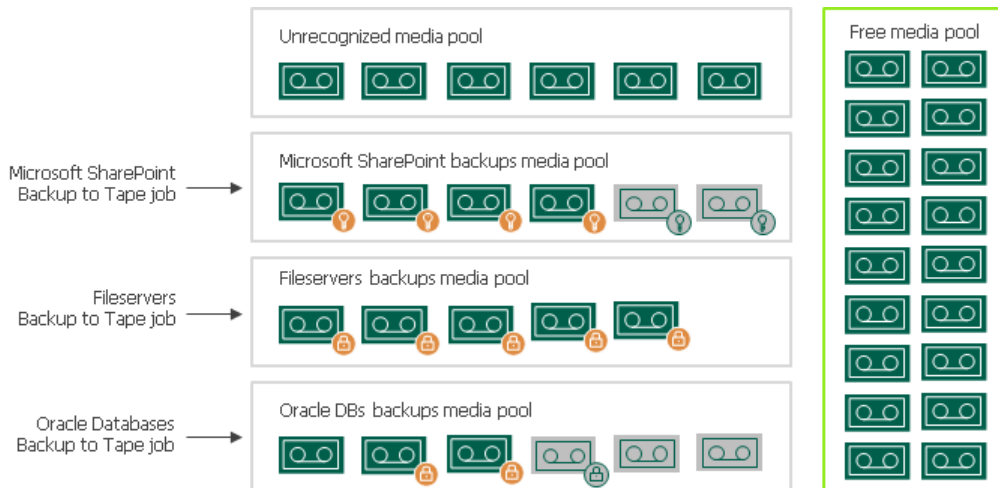 Unrecognized media pool
Free media pool
Microsoft SharePoint
Backup to Tape job
Microsoft SharePoint backups media pool
Fileservers
Backup to Tape job
Fileservers backups media pool
Oracle Databases
Backup to Tape job
Oracle DBs backups media pool